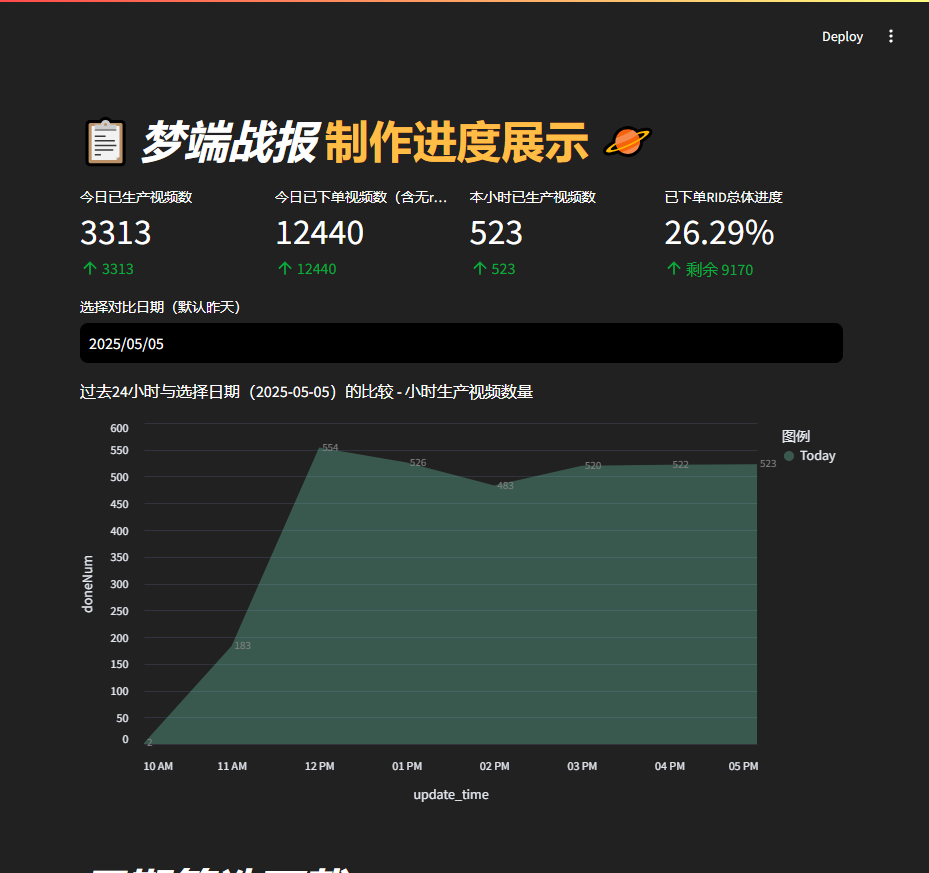 Deploy
梦端战报 制作进度展示
今日已生产视频数
3313
3313
今日已下单视频数（含无r...
12440
12440
本小时已生产视频数
523
523
已下单RID总体进度
26.29%
剩余 9170
选择对比日期（默认昨天）
2025/05/05
过去24小时与选择日期（2025-05-05）的比较 - 小时生产视频数量
600
550
500
450
400
350
300
250
200
150
100
50
0
doneNum
2
183
554
526
483
520
522
523
10 AM
11 AM
12 PM
01 PM
02 PM
03 PM
04 PM
05 PM
update_time
图例
Today